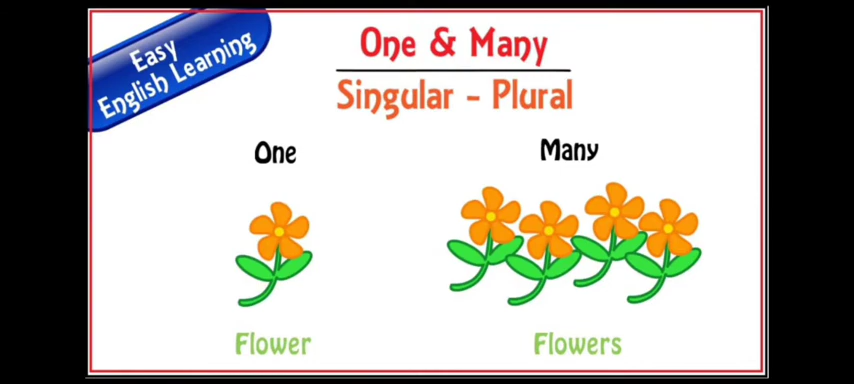 Easy
English Learning
One & Many
Singular - Plural
One
Many
Flower
Flowers